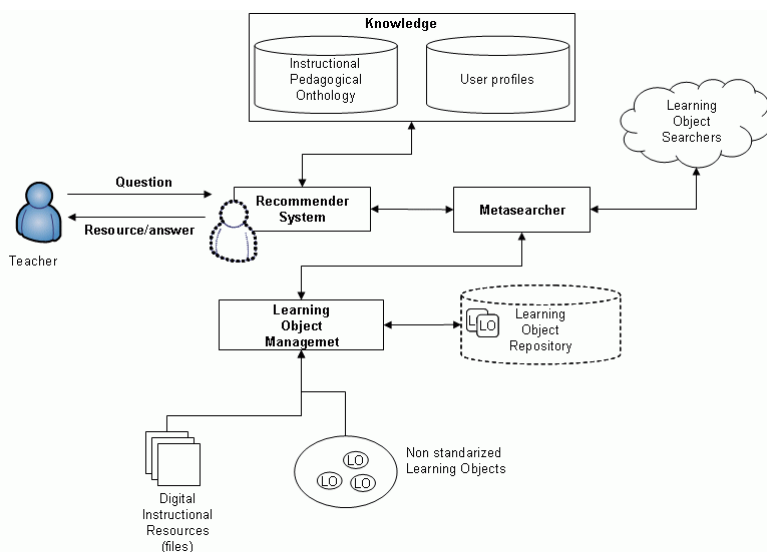 Knowledge
Instructional
Pedagogical
Onthology
User profiles
Learning
Object
Searchers
Question
Resource/answer
Teacher
Recommender
System
Metasearcher
Learning
Object
Managemet
LO
Learning
Object
Repository
LO
LO
LO
Non standarized
Learning Objects
Digital
Instructional
Resources
(files)